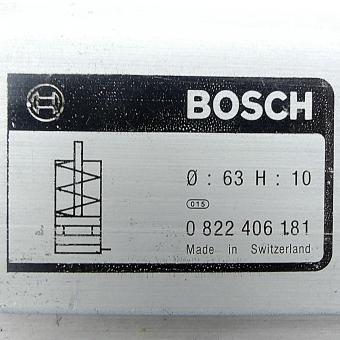 BOSCH
Ø : 63 H : 10
015
0 822 406 181
Made in Switzerland